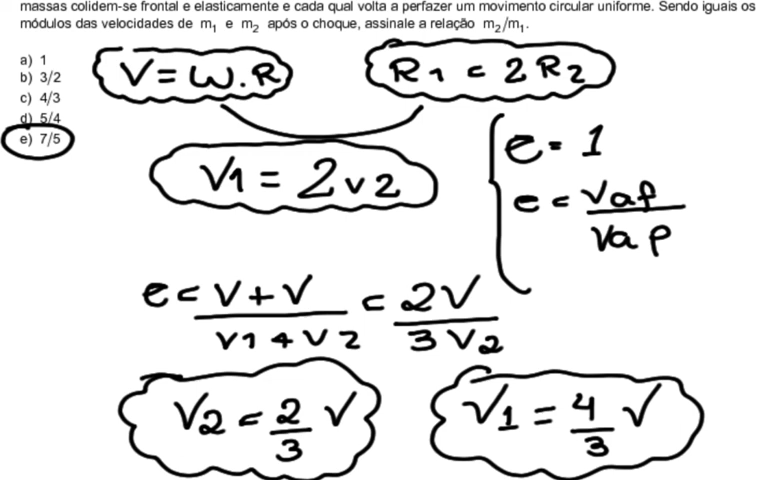 massas colidem-se frontal e elasticamente e cada qual volta a perfazer um movimento circular uniforme. Sendo iguais os
módulos das velocidades de m₁ e m₂ após o choque, assinale a relação m₂/m₁.
a) 1
b) 3/2
c) 4/3
d) 5/4
e) 7/5
V = ω.R
R1 = 2R2
V1 = 2v2
e = 1
e = Vaf / Vap
e = V+V / V1+V2 = 2V / 3V2
V2 = 2/3 V
V1 = 4/3 V